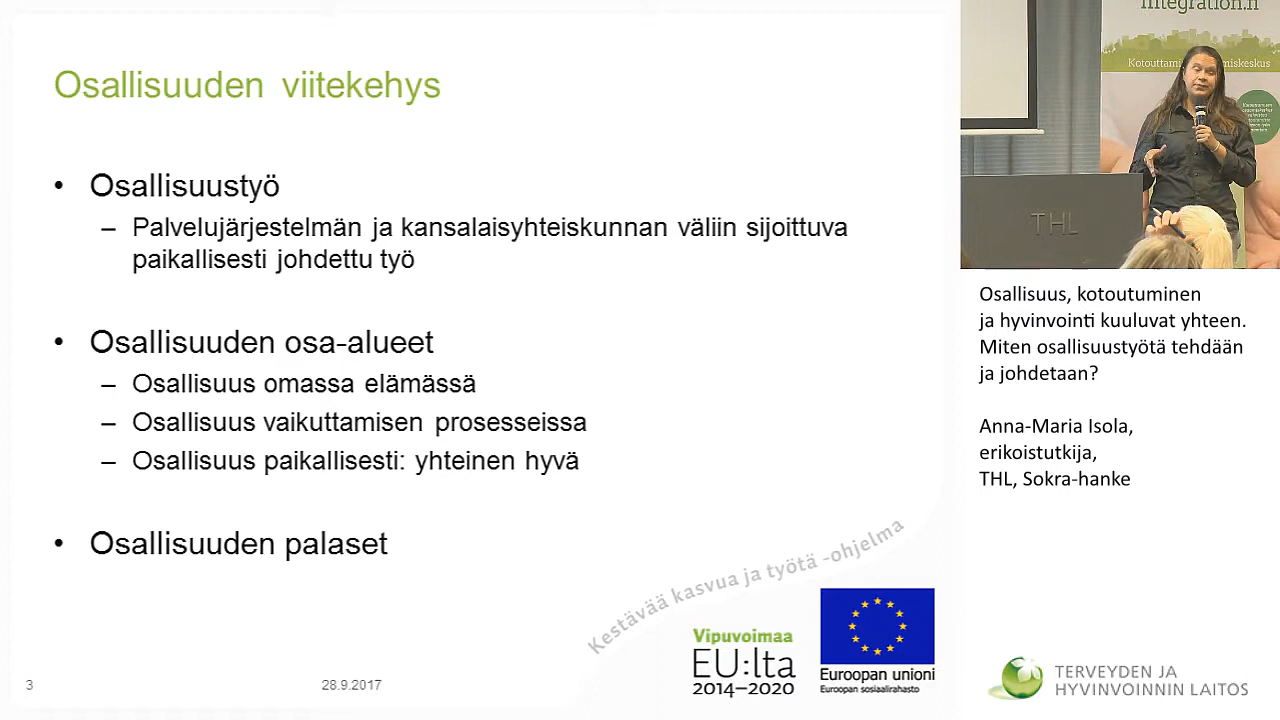 Osallisuuden viitekehys
• Osallisuustyö
– Palvelujärjestelmän ja kansalaisyhteiskunnan väliin sijoittuva
paikallisesti johdettu työ
• Osallisuuden osa-alueet
– Osallisuus omassa elämässä
– Osallisuus vaikuttamisen prosesseissa
– Osallisuus paikallisesti: yhteinen hyvä
• Osallisuuden palaset
Kestävää kasvua ja työtä -ohjelma
Vipuvoimaa
EU:lta
2014–2020
Euroopan unioni
Euroopan sosiaalirahasto
3
28.9.2017
integration.fi
THL
Osallisuus, kotoutuminen
ja hyvinvointi kuuluvat yhteen.
Miten osallisuustyötä tehdään
ja johdetaan?
Anna-Maria Isola,
erikoistutkija,
THL, Sokra-hanke
TERVEYDEN JA
HYVINVOINNIN LAITOS